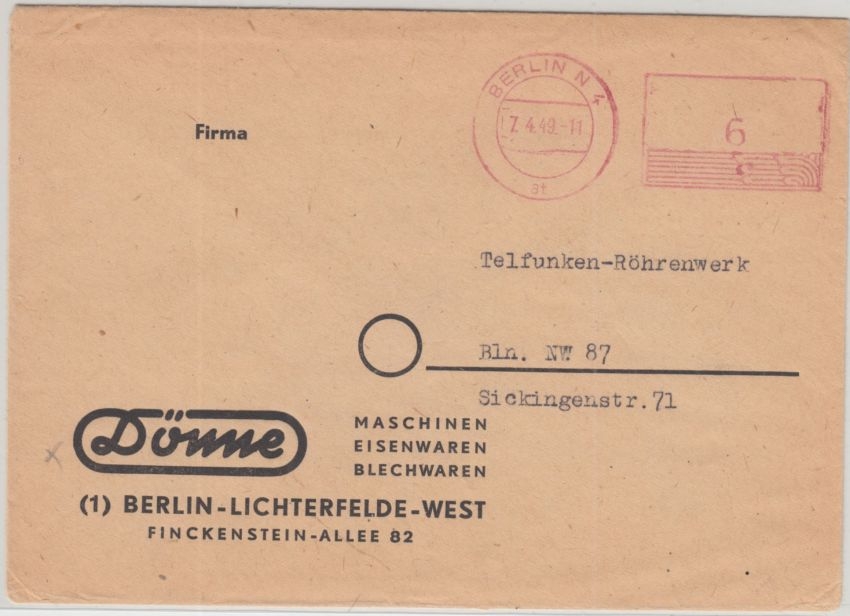 BERLIN N 4
7.4.49.-11
at
6
Firma
Telfunken-Röhrenwerk
Bln. NW 87
Sickingenstr.71
Dönne
MASCHINEN
EISENWAREN
BLECHWAREN
(1) BERLIN-LICHTERFELDE-WEST
FINCKENSTEIN-ALLEE 82